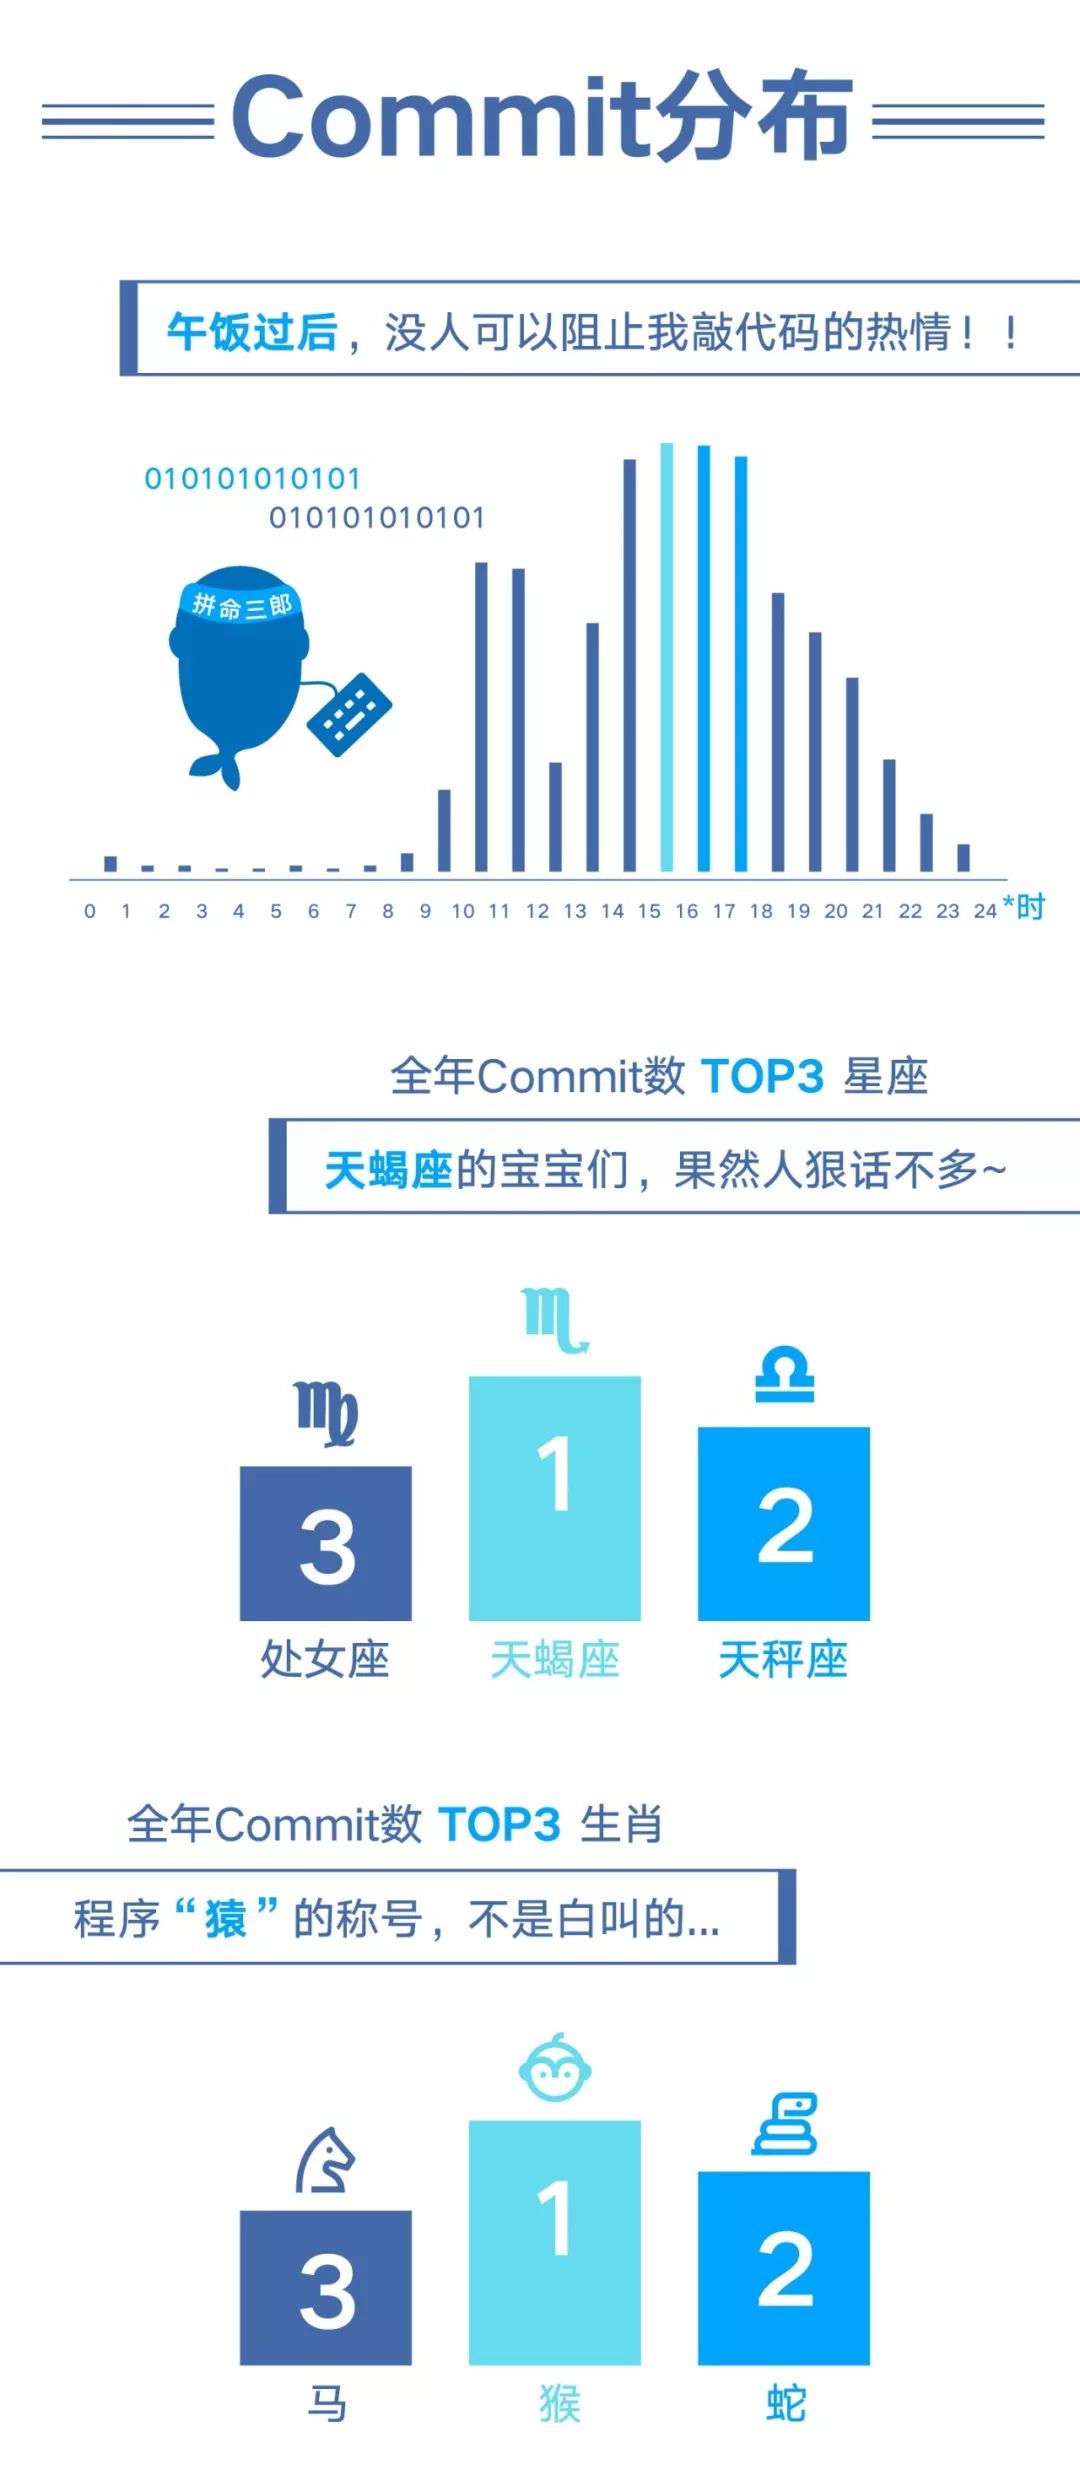 Commit分布
午饭过后，没人可以阻止我敲代码的热情！！
010101010101
010101010101
拼命三郎
0 1 2 3 4 5 6 7 8 9 10 11 12 13 14 15 16 17 18 19 20 21 22 23 24 *时
全年Commit数 TOP3 星座
天蝎座的宝宝们，果然人狠话不多~
1
2
3
处女座 天蝎座 天秤座
全年Commit数 TOP3 生肖
程序“猿”的称号，不是白叫的...
1
2
3
马 猴 蛇